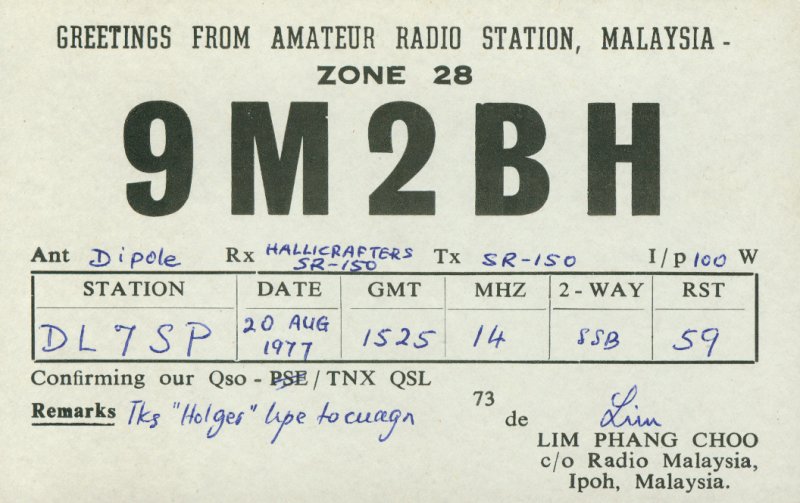 GREETINGS FROM AMATEUR RADIO STATION, MALAYSIA -
ZONE 28
9M2BH
Ant Dipole Rx HALLICRAFTERS SR-150 Tx SR-150 I/p 100 W
STATION DATE GMT MHZ 2-WAY RST
DL7SP 20 AUG 1977 1525 14 SSB 59
Confirming our Qso - PSE / TNX QSL
Remarks Tks "Holger" hpe to cuagn
73 de Lim
LIM PHANG CHOO
c/o Radio Malaysia,
Ipoh, Malaysia.